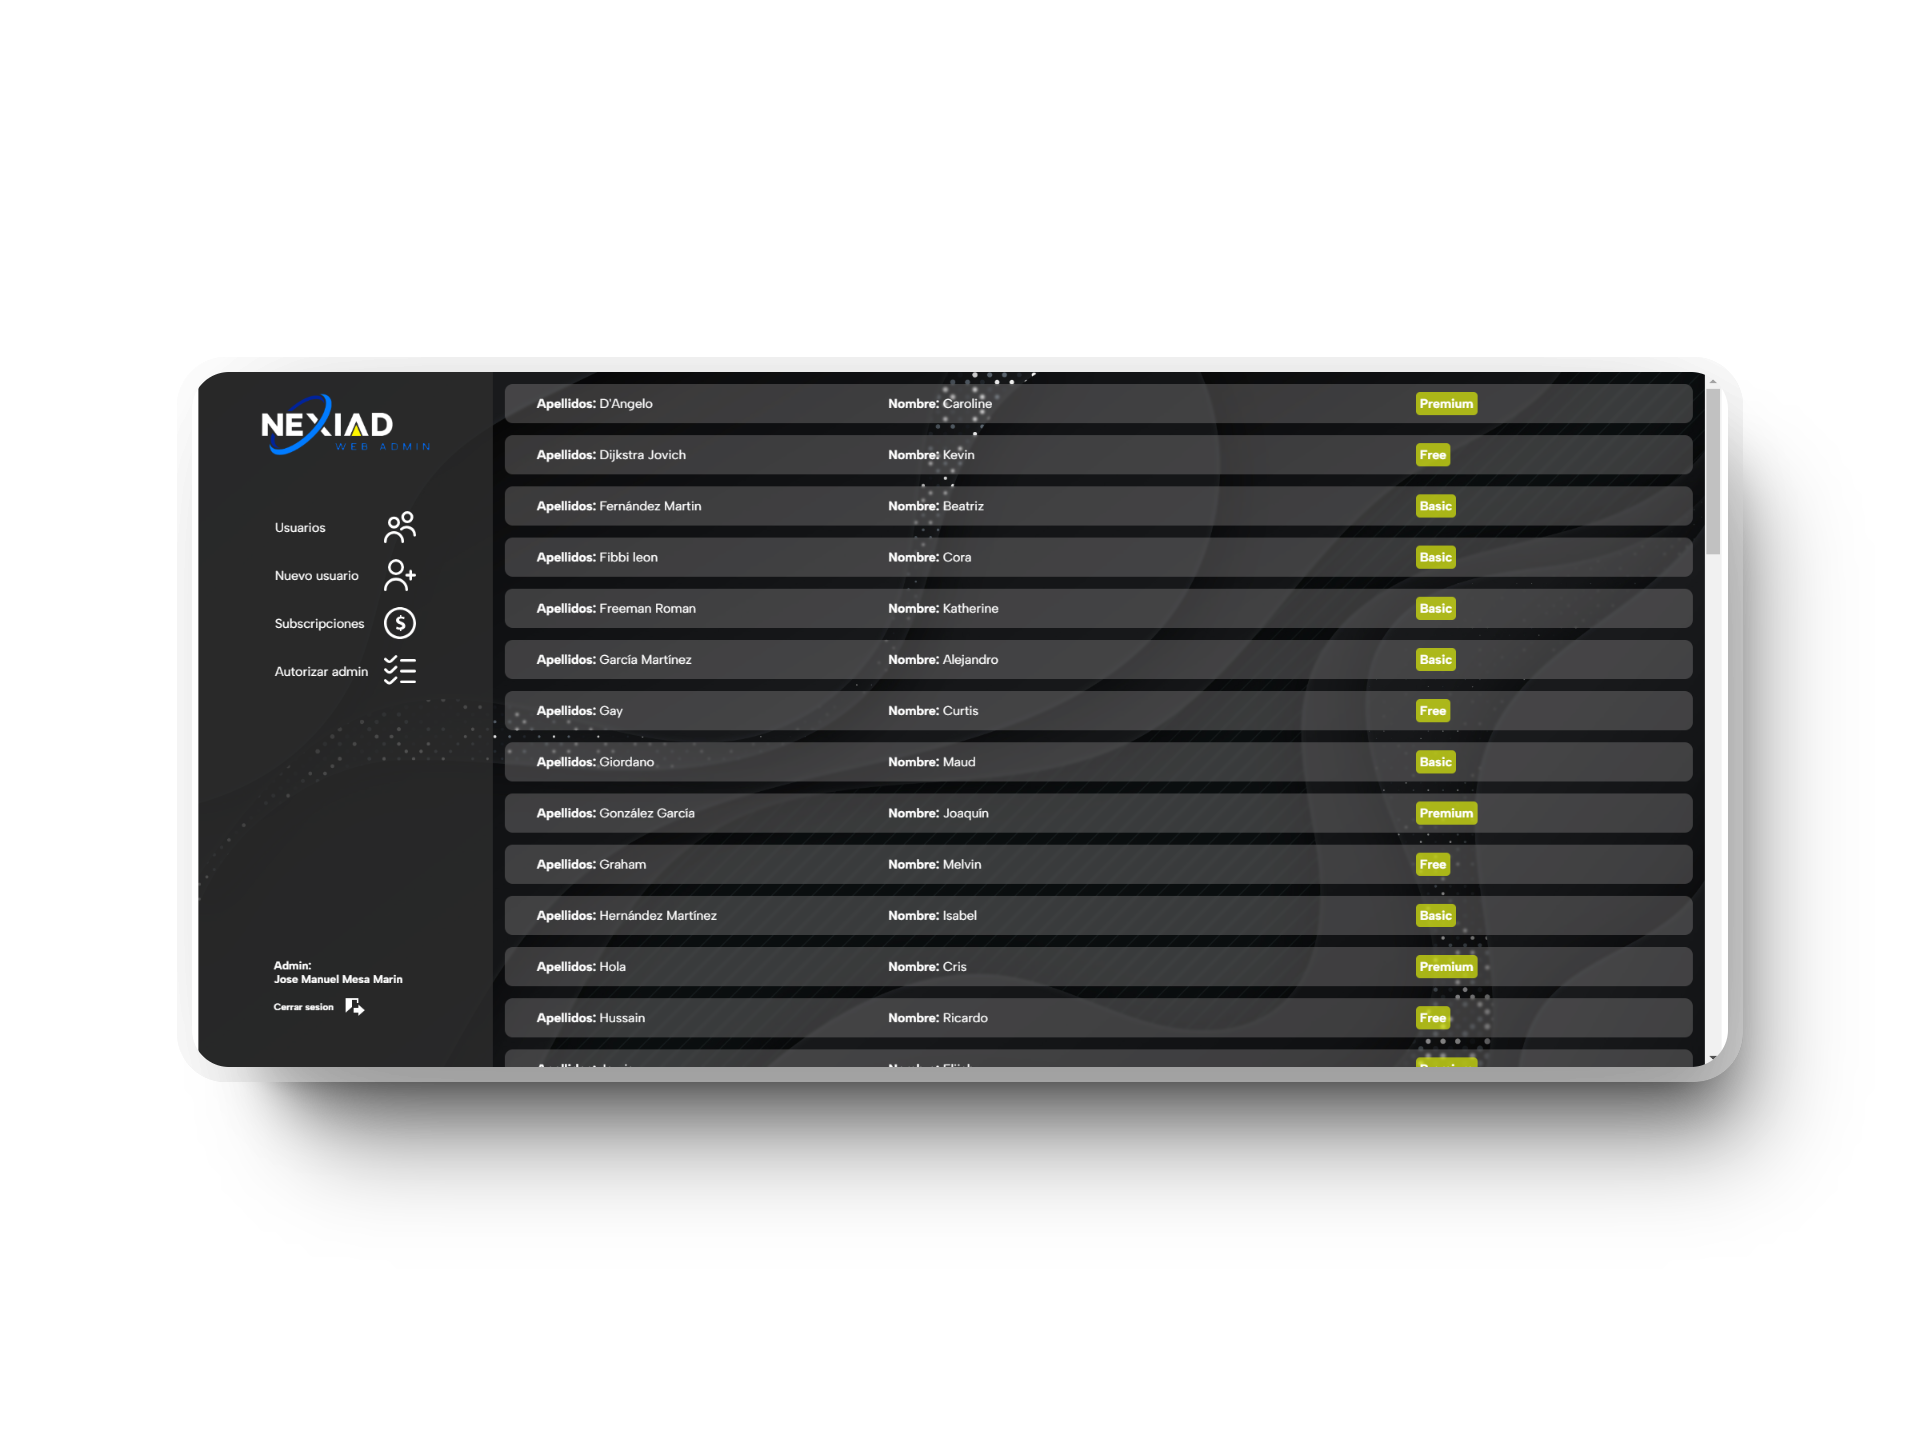 NEXIAD
WEB ADMIN
Usuarios
Nuevo usuario
Subscripciones
$
Autorizar admin
Admin:
Jose Manuel Mesa Marin
Cerrar sesion
Apellidos: D'Angelo Nombre: Caroline Premium
Apellidos: Dijkstra Jovich Nombre: Kevin Free
Apellidos: Fernández Martin Nombre: Beatriz Basic
Apellidos: Fibbi leon Nombre: Cora Basic
Apellidos: Freeman Roman Nombre: Katherine Basic
Apellidos: García Martínez Nombre: Alejandro Basic
Apellidos: Gay Nombre: Curtis Free
Apellidos: Giordano Nombre: Maud Basic
Apellidos: González García Nombre: Joaquín Premium
Apellidos: Graham Nombre: Melvin Free
Apellidos: Hernández Martínez Nombre: Isabel Basic
Apellidos: Hola Nombre: Cris Premium
Apellidos: Hussain Nombre: Ricardo Free